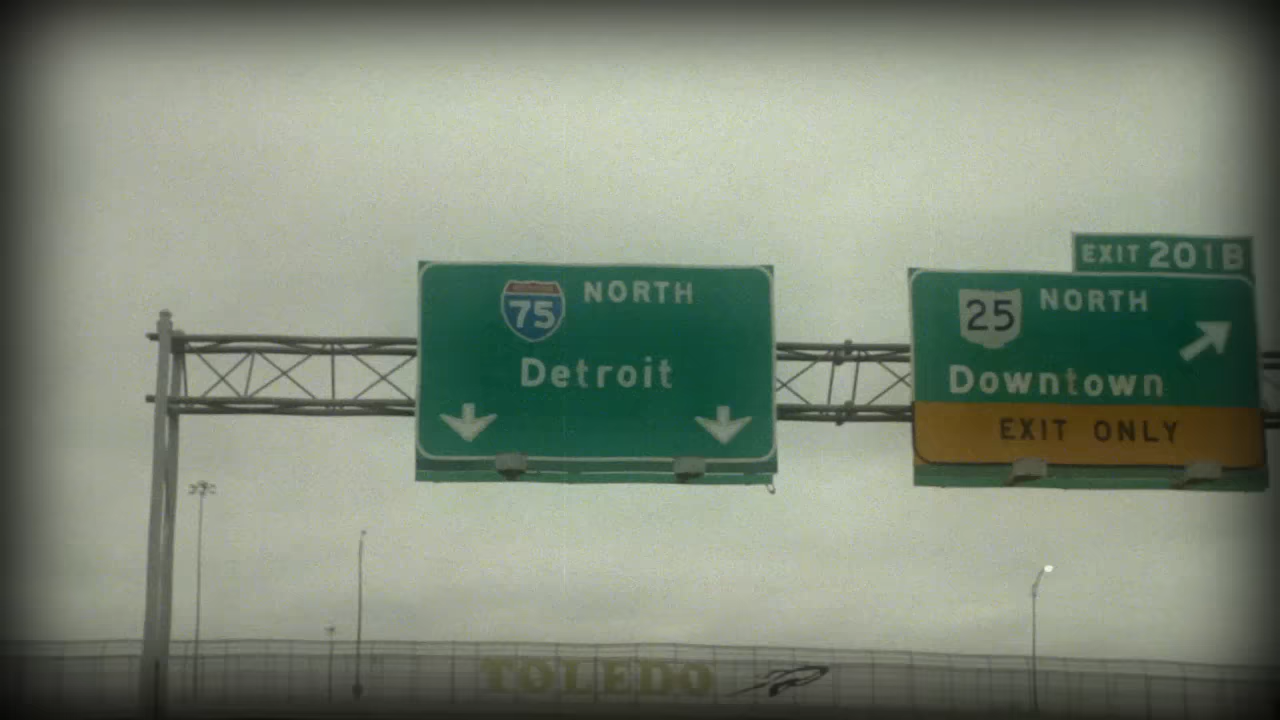 75 NORTH
Detroit
EXIT 201B
25 NORTH
Downtown
EXIT ONLY
TOLEDO